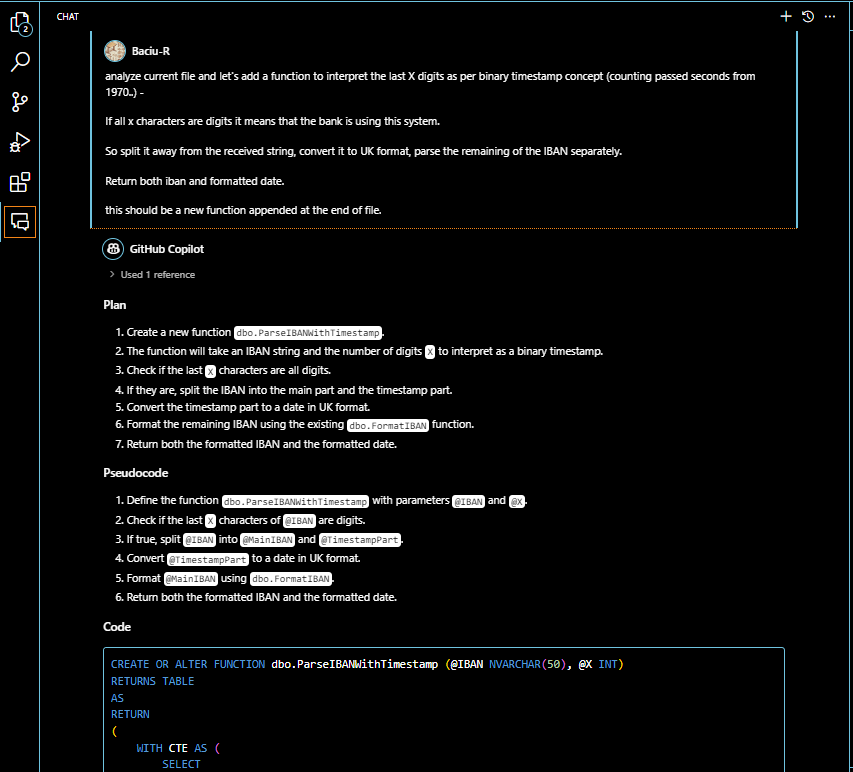 CHAT
2
Baciu-R
analyze current file and let's add a function to interpret the last X digits as per binary timestamp concept (counting passed seconds from
1970..) -
If all x characters are digits it means that the bank is using this system.
So split it away from the received string, convert it to UK format, parse the remaining of the IBAN separately.
Return both iban and formatted date.
this should be a new function appended at the end of file.
GitHub Copilot
Used 1 reference
Plan
1. Create a new function dbo.ParseIBANWithTimestamp.
2. The function will take an IBAN string and the number of digits X to interpret as a binary timestamp.
3. Check if the last X characters are all digits.
4. If they are, split the IBAN into the main part and the timestamp part.
5. Convert the timestamp part to a date in UK format.
6. Format the remaining IBAN using the existing dbo.FormatIBAN function.
7. Return both the formatted IBAN and the formatted date.
Pseudocode
1. Define the function dbo.ParseIBANWithTimestamp with parameters @IBAN and @X.
2. Check if the last X characters of @IBAN are digits.
3. If true, split @IBAN into @MainIBAN and @TimestampPart.
4. Convert @TimestampPart to a date in UK format.
5. Format @MainIBAN using dbo.FormatIBAN.
6. Return both the formatted IBAN and the formatted date.
Code
CREATE OR ALTER FUNCTION dbo.ParseIBANWithTimestamp (@IBAN NVARCHAR(50), @X INT)
RETURNS TABLE
AS
RETURN
(
WITH CTE AS (
SELECT